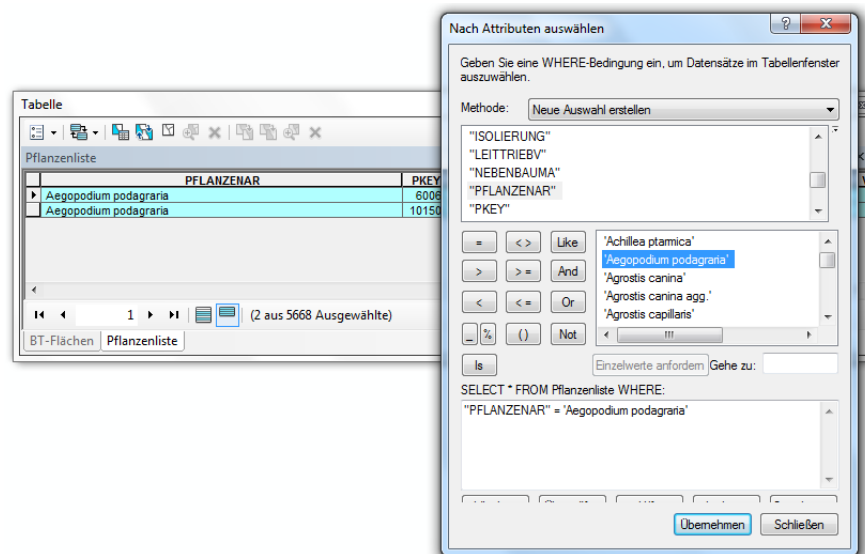 Tabelle
Pflanzenliste
PFLANZENAR PKEY
Aegopodium podagraria 6006
Aegopodium podagraria 10150
1 (2 aus 5668 Ausgewählte)
BT-Flächen Pflanzenliste
Nach Attributen auswählen
Geben Sie eine WHERE-Bedingung ein, um Datensätze im Tabellenfenster
auszuwählen.
Methode: Neue Auswahl erstellen
"ISOLIERUNG"
"LEITTRIEBV"
"NEBENBAUMA"
"PFLANZENAR"
"PKEY"
= < > Like
> > = And
< < = Or
_ % ( ) Not
Is
'Achillea ptarmica'
'Aegopodium podagraria'
'Agrostis canina'
'Agrostis canina agg.'
'Agrostis capillaris'
Einzelwerte anfordern Gehe zu:
SELECT * FROM Pflanzenliste WHERE:
"PFLANZENAR" = 'Aegopodium podagraria'
Übernehmen Schließen